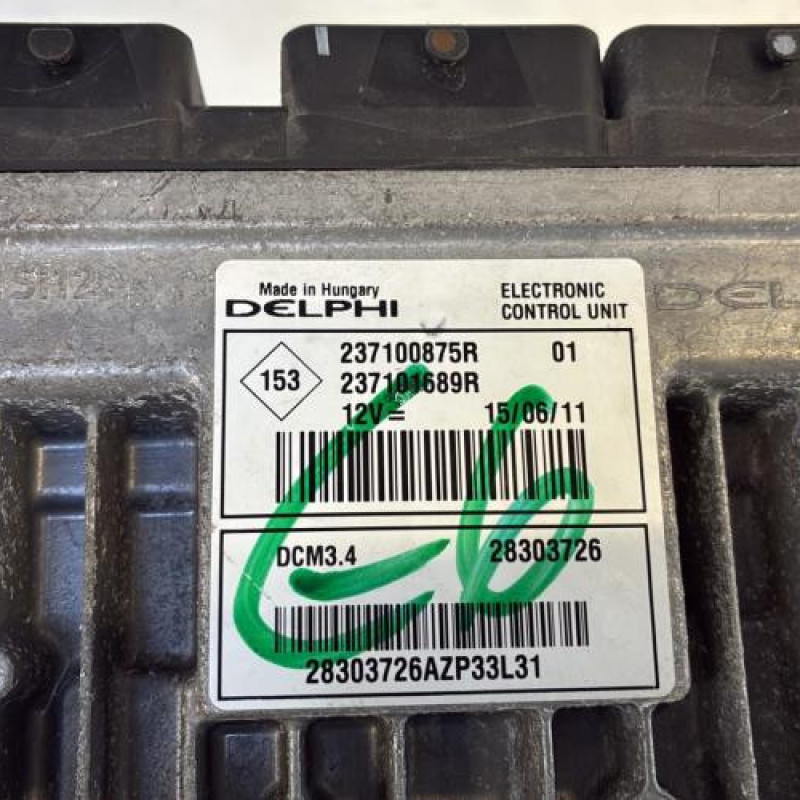 Made in Hungary
DELPHI
ELECTRONIC
CONTROL UNIT
153
237100875R 01
237101689R
12V= 15/06/11
DCM3.4 28303726
28303726AZP33L31
C6